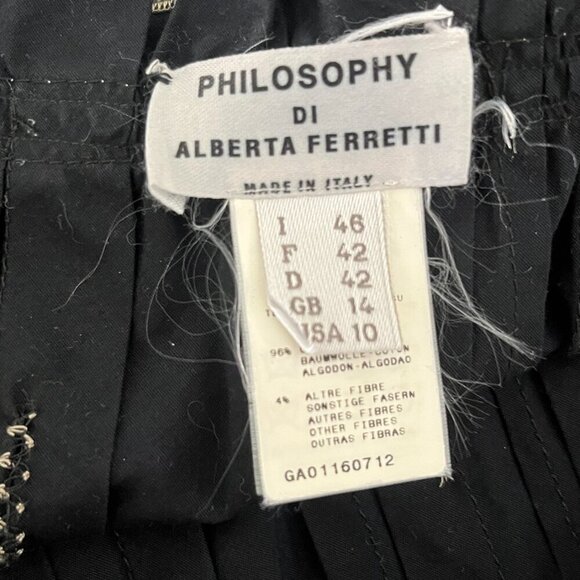 PHILOSOPHY
DI
ALBERTA FERRETTI
MADE IN ITALY
I 46
F 42
D 42
GB 14
USA 10
96%
BAUMWOLLE-COTON
ALGODON-ALGODAO
4% ALTRE FIBRE
SONSTIGE FASERN
AUTRES FIBRES
OTHER FIBRES
OUTRAS FIBRAS
GA01160712